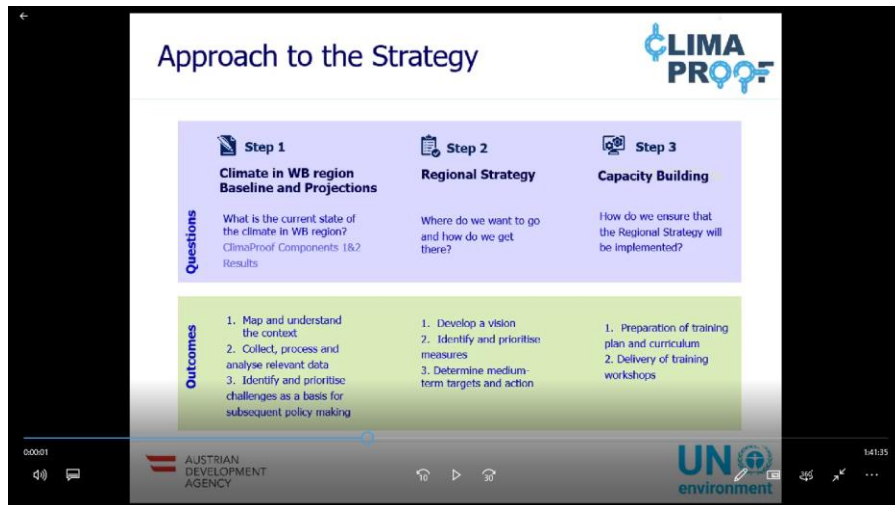 Approach to the Strategy
CLIMA
PROOF
Step 1
Climate in WB region
Baseline and Projections
What is the current state of
the climate in WB region?
ClimaProof Components 1&2
Results
Step 2
Regional Strategy
Where do we want to go
and how do we get
there?
Step 3
Capacity Building
How do we ensure that
the Regional Strategy will
be implemented?
Questions
Outcomes
1. Map and understand
the context
2. Collect, process and
analyse relevant data
3. Identify and prioritise
challenges as a basis for
subsequent policy making
1. Develop a vision
2. Identify and prioritise
measures
3. Determine medium-
term targets and action
1. Preparation of training
plan and curriculum
2. Delivery of training
workshops
0:00:01
1:41:35
AUSTRIAN
DEVELOPMENT
AGENCY
10
30
UN
environment
360